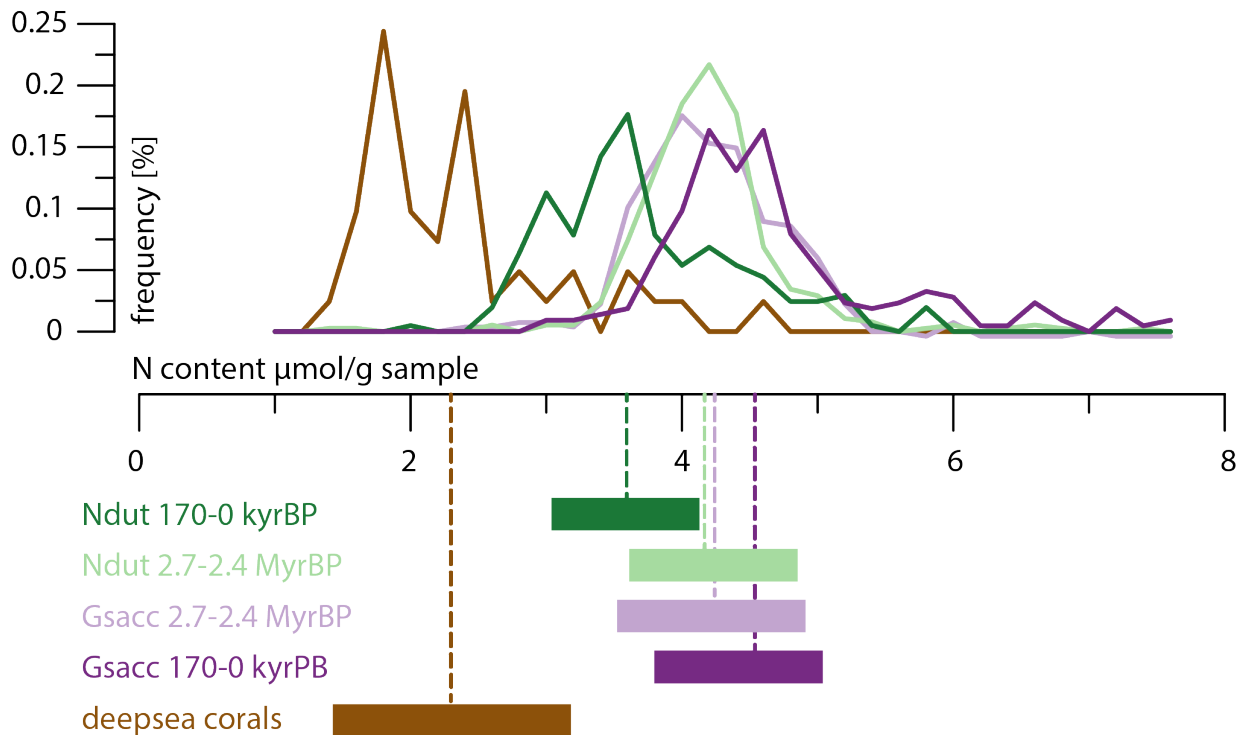 0.25
0.2
0.15
0.1
0.05
0
frequency [%]
N content μmol/g sample
0 2 4 6 8
Ndut 170-0 kyrBP
Ndut 2.7-2.4 MyrBP
Gsacc 2.7-2.4 MyrBP
Gsacc 170-0 kyrPB
deepsea corals